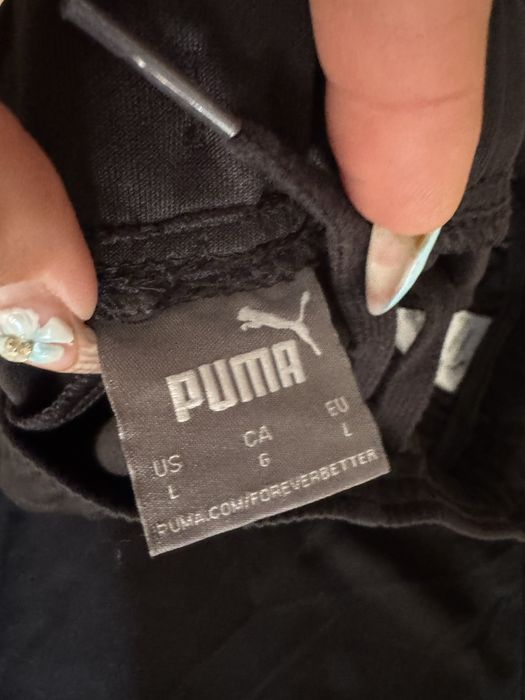 PUMA
US CA EU
L G L
PUMA.COM/FOREVERBETTER